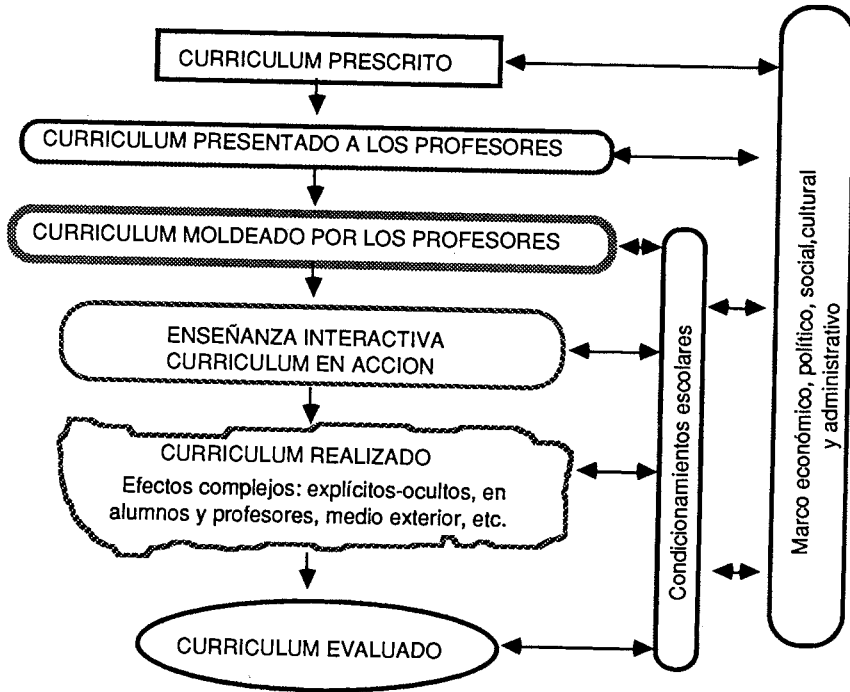 CURRICULUM PRESCRITO
CURRICULUM PRESENTADO A LOS PROFESORES
CURRICULUM MOLDEADO POR LOS PROFESORES
ENSEÑANZA INTERACTIVA
CURRICULUM EN ACCION
CURRICULUM REALIZADO
Efectos complejos: explícitos-ocultos, en
alumnos y profesores, medio exterior, etc.
CURRICULUM EVALUADO
Condicionamientos escolares
Marco económico, político, social,cultural
y administrativo